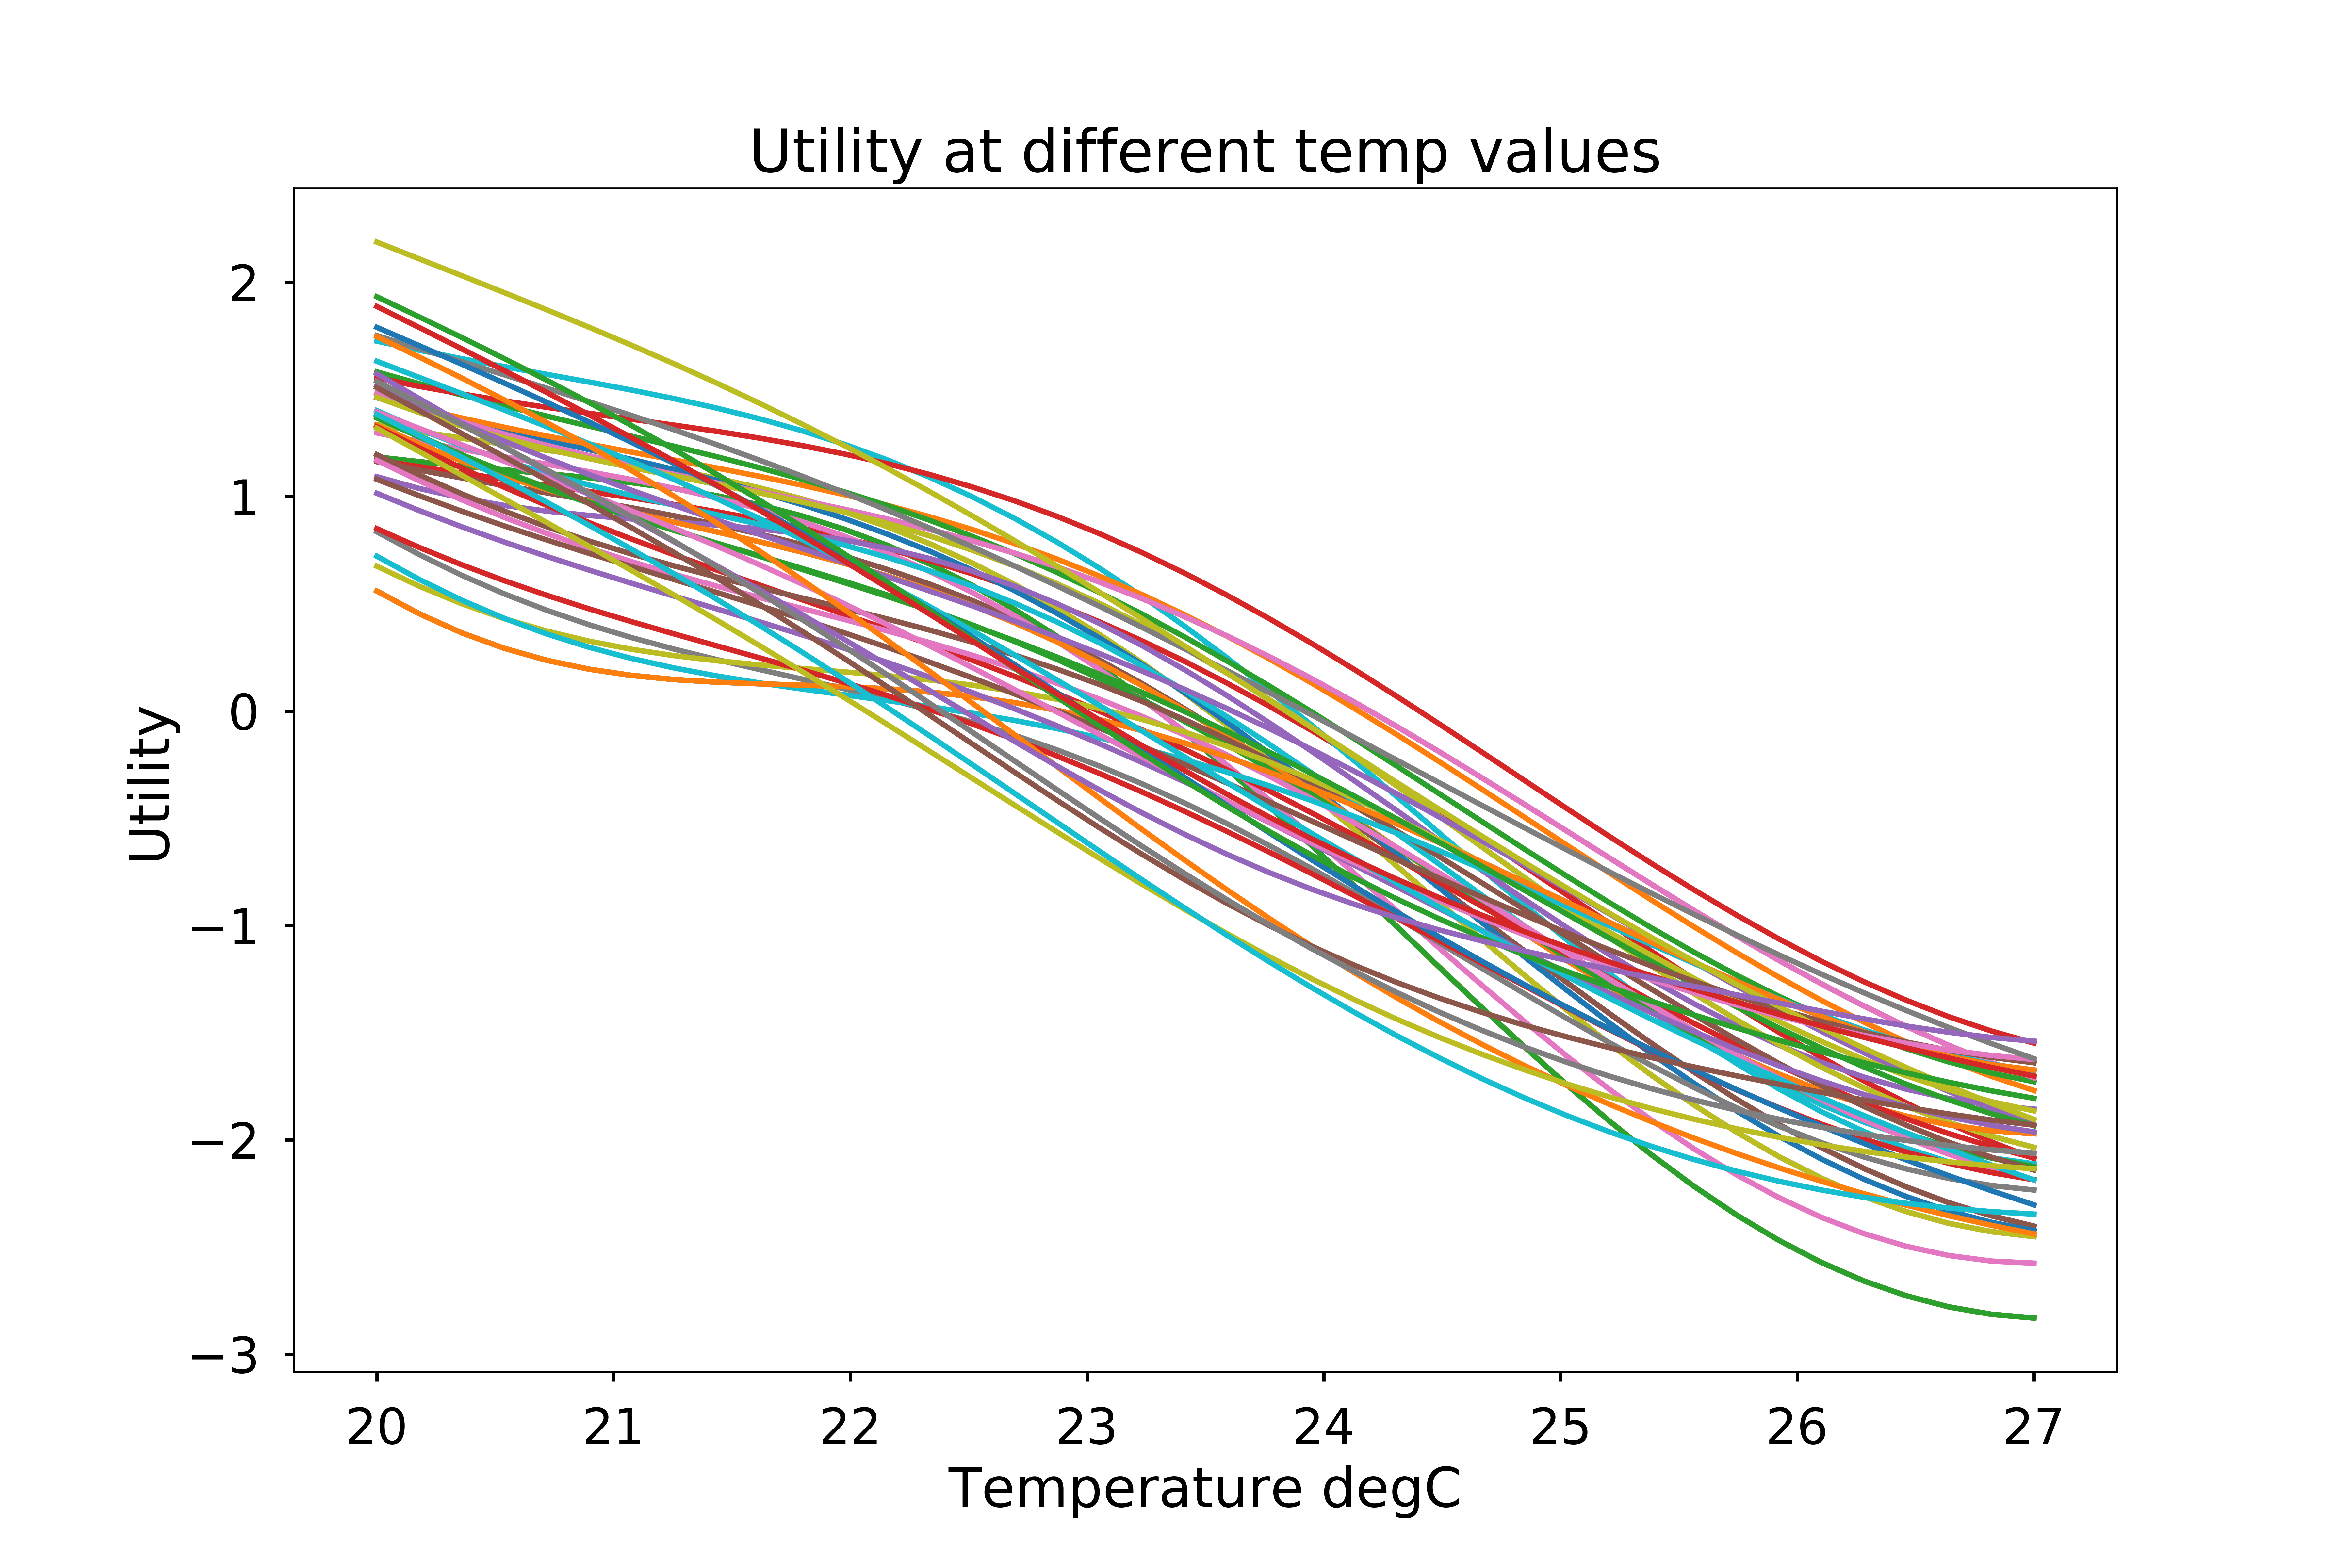 Utility at different temp values
Utility
2
1
0
−1
−2
−3
20 21 22 23 24 25 26 27
Temperature degC